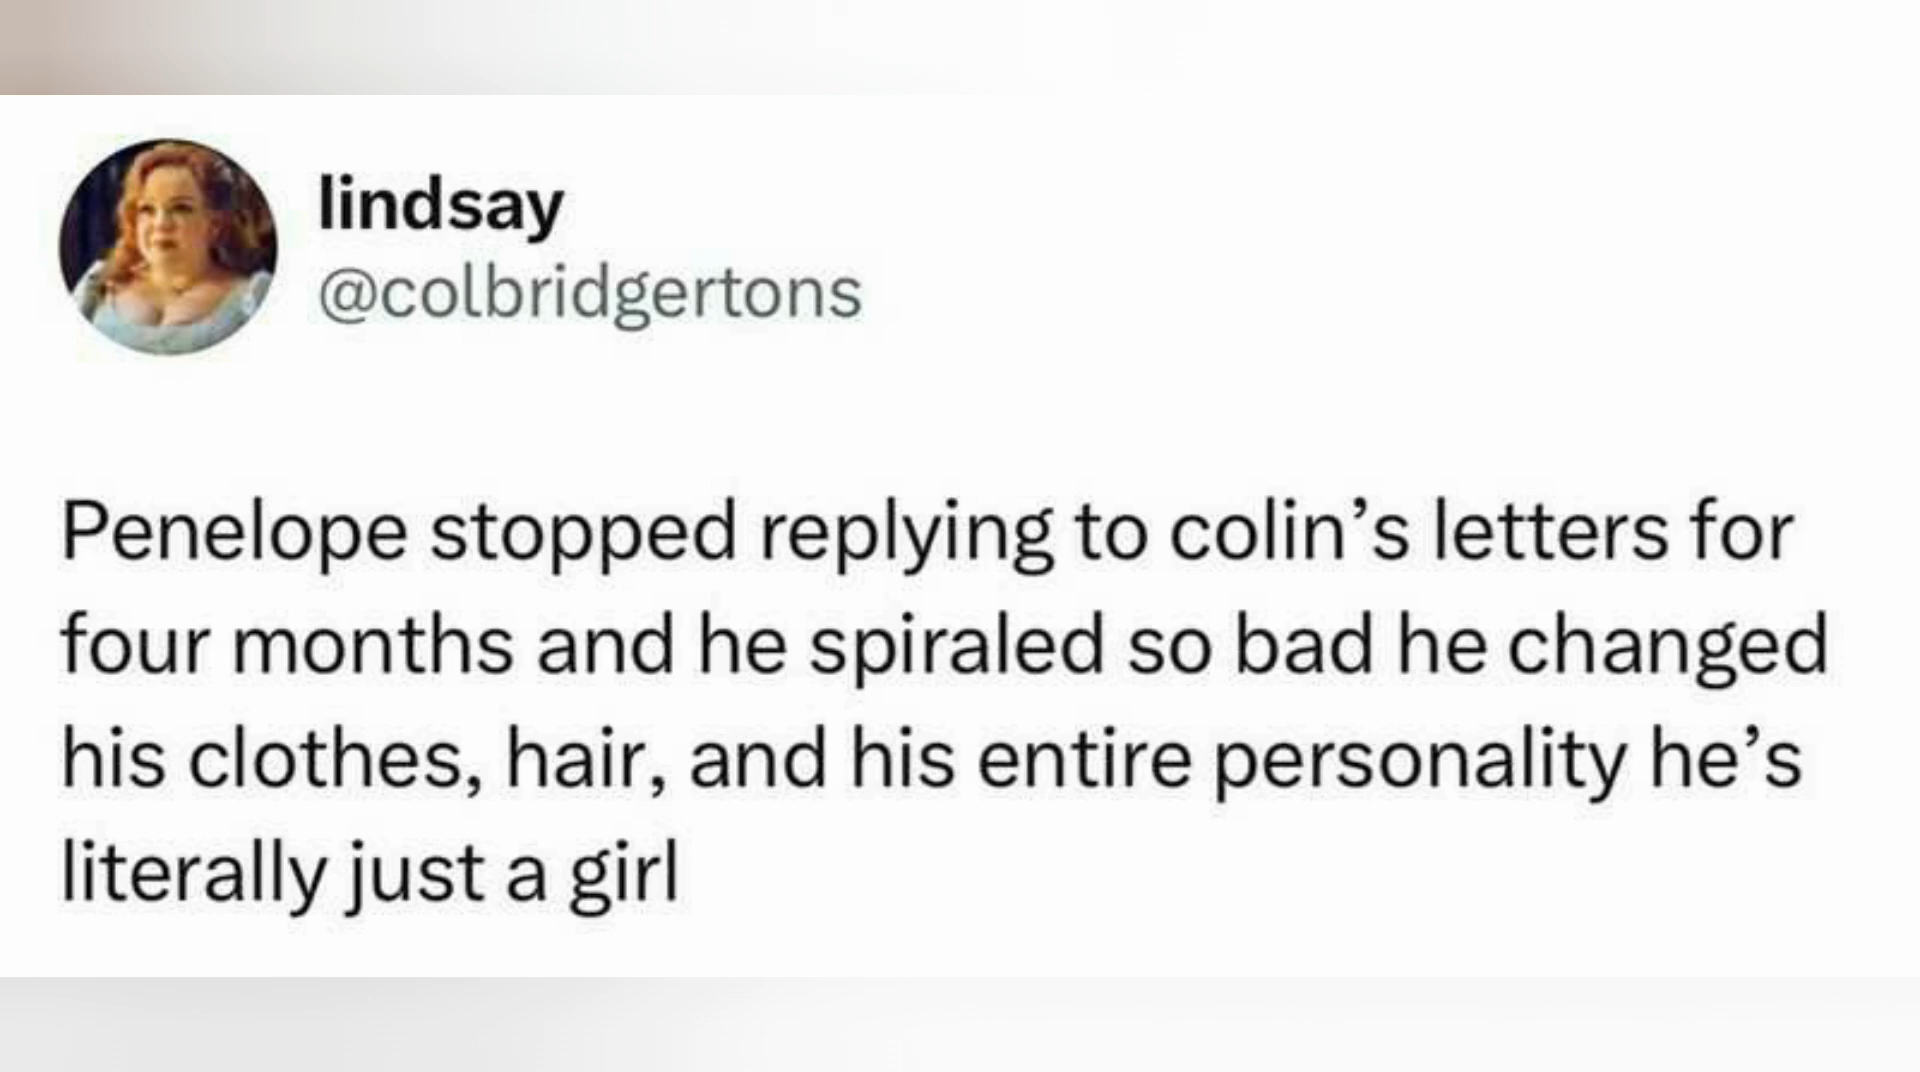 lindsay
@colbridgertons
Penelope stopped replying to colin’s letters for
four months and he spiraled so bad he changed
his clothes, hair, and his entire personality he’s
literally just a girl